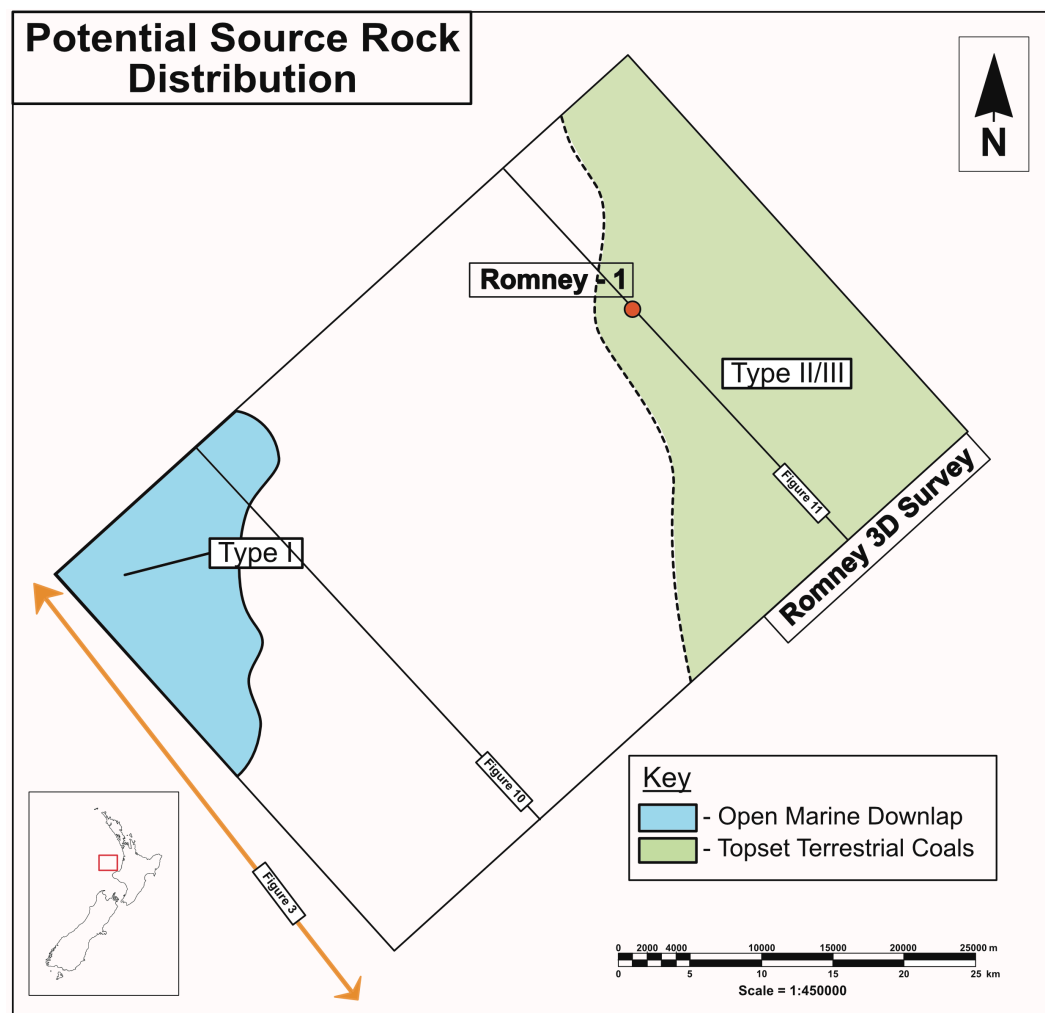 Potential Source Rock
Distribution
N
Romney - 1
Type II/III
Figure 11
Romney 3D Survey
Type I
Figure 10
Figure 3
Key
- Open Marine Downlap
- Topset Terrestrial Coals
0 2000 4000 10000 15000 20000 25000 m
0 5 10 15 20 25 km
Scale = 1:450000